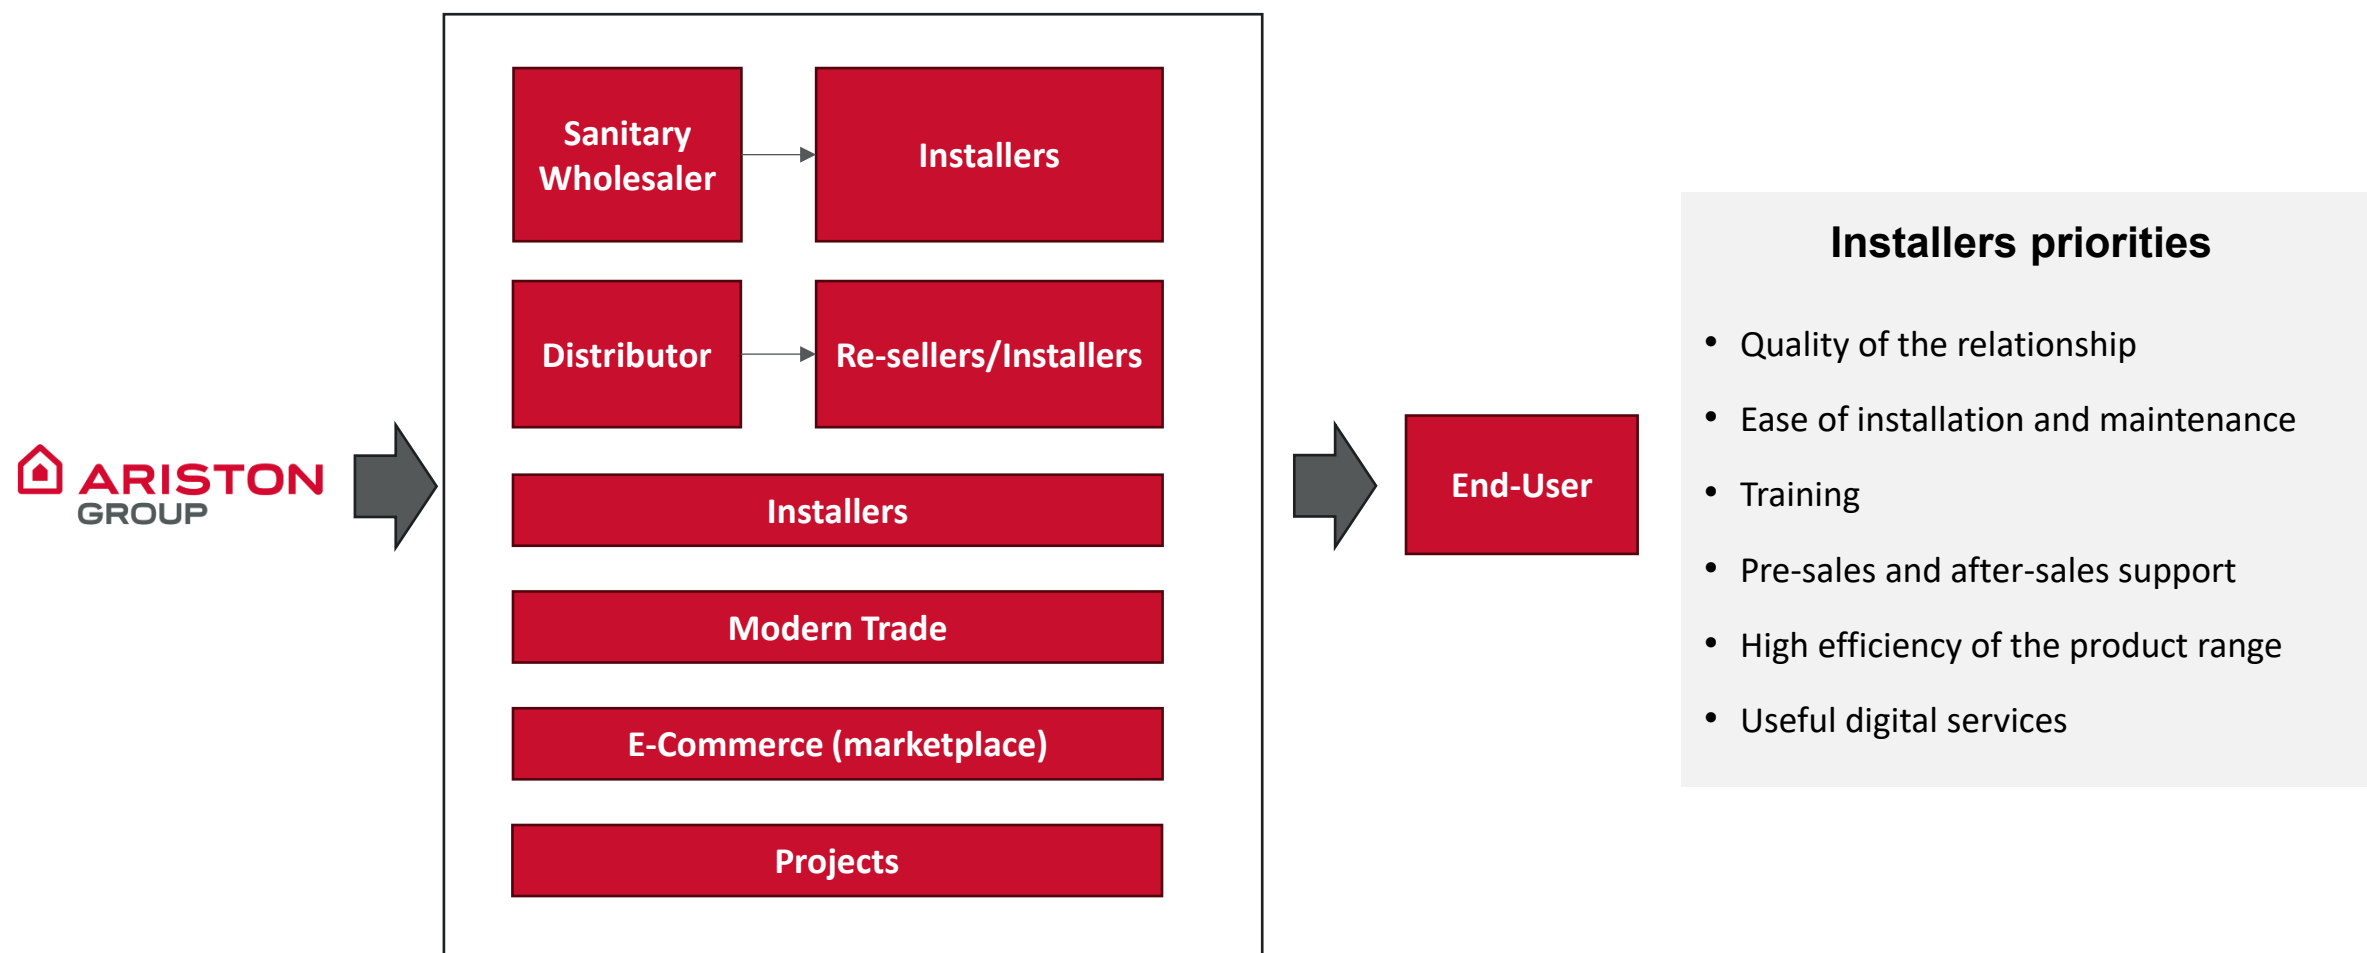 ARISTON
GROUP
Sanitary
Wholesaler
Installers
Distributor
Re-sellers/Installers
Installers
Modern Trade
E-Commerce (marketplace)
Projects
End-User
Installers priorities
• Quality of the relationship
• Ease of installation and maintenance
• Training
• Pre-sales and after-sales support
• High efficiency of the product range
• Useful digital services